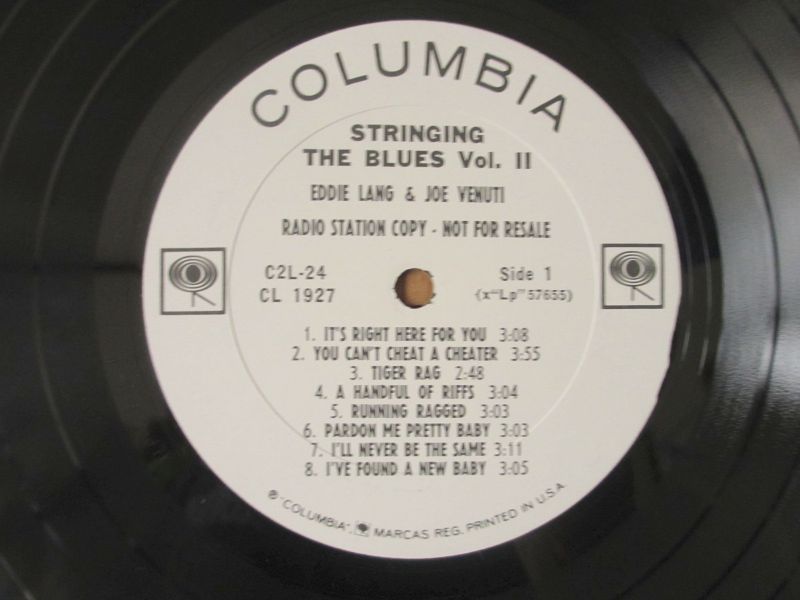 COLUMBIA
STRINGING
THE BLUES Vol. II
EDDIE LANG & JOE VENUTI
RADIO STATION COPY - NOT FOR RESALE
C2L-24
CL 1927
Side 1
(x"Lp" 57655)
1. IT'S RIGHT HERE FOR YOU 3:08
2. YOU CAN'T CHEAT A CHEATER 3:55
3. TIGER RAG 2:48
4. A HANDFUL OF RIFFS 3:04
5. RUNNING RAGGED 3:03
6. PARDON ME PRETTY BABY 3:03
7. I'LL NEVER BE THE SAME 3:11
8. I'VE FOUND A NEW BABY 3:05
® "COLUMBIA", MARCAS REG. PRINTED IN U.S.A.